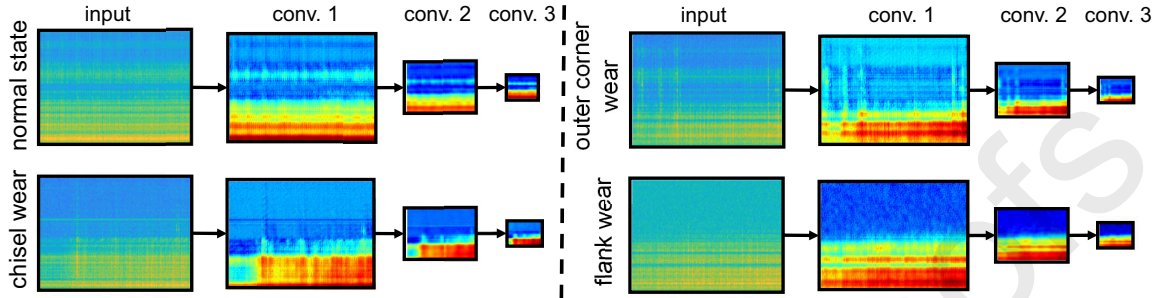 input conv. 1 conv. 2 conv. 3
normal state
chisel wear
input conv. 1 conv. 2 conv. 3
outer corner
wear
flank wear